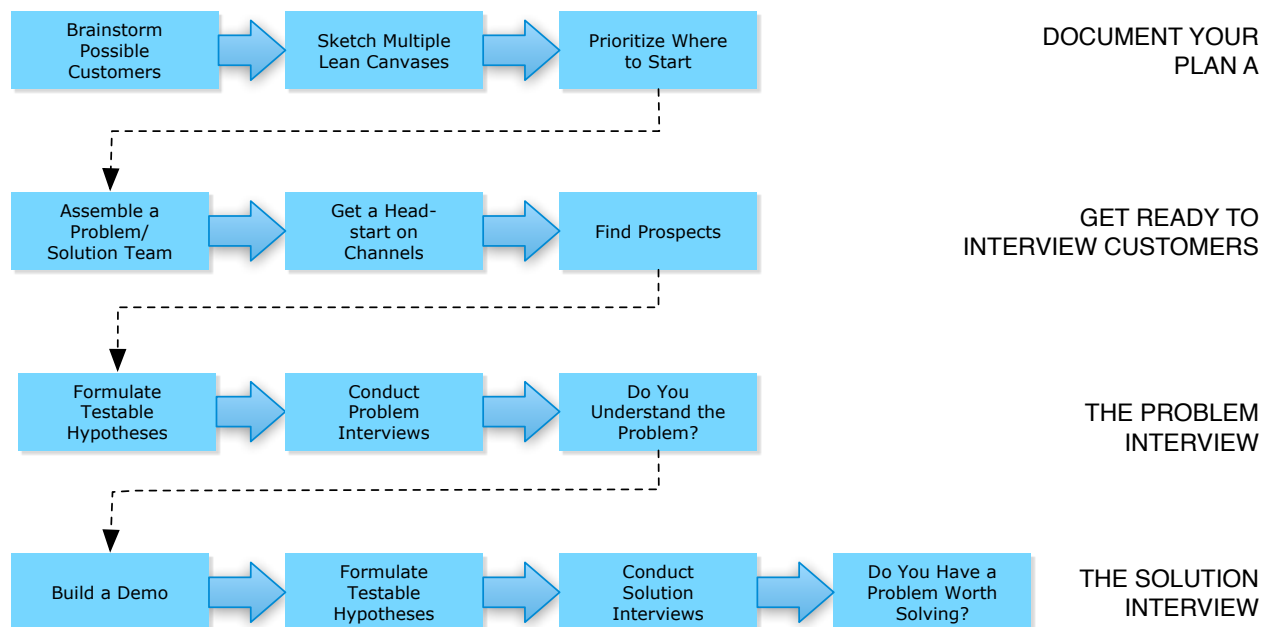 Brainstorm
Possible
Customers
Sketch Multiple
Lean Canvases
Prioritize Where
to Start
DOCUMENT YOUR
PLAN A
Assemble a
Problem/
Solution Team
Get a Head-
start on
Channels
Find Prospects
GET READY TO
INTERVIEW CUSTOMERS
Formulate
Testable
Hypotheses
Conduct
Problem
Interviews
Do You
Understand the
Problem?
THE PROBLEM
INTERVIEW
Build a Demo
Formulate
Testable
Hypotheses
Conduct
Solution
Interviews
Do You Have a
Problem Worth
Solving?
THE SOLUTION
INTERVIEW